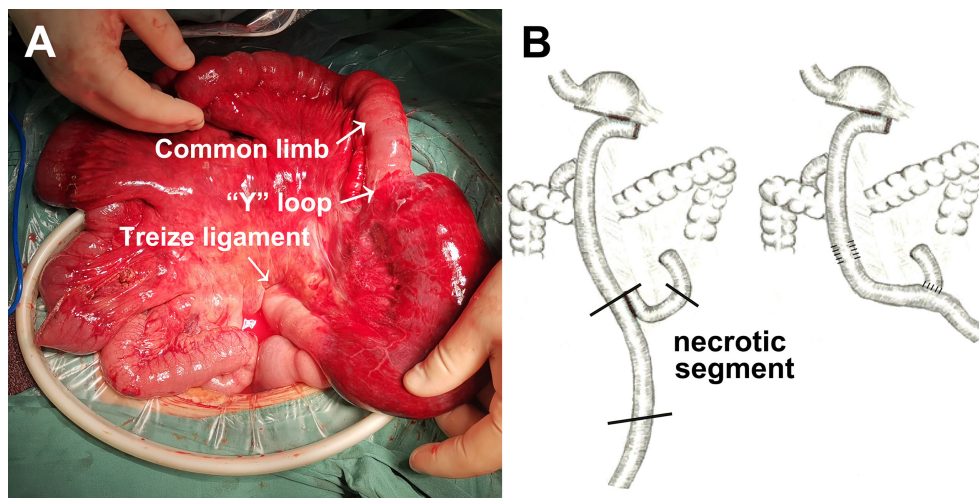 A
Common limb
“Y” loop
Treize ligament
B
necrotic
segment